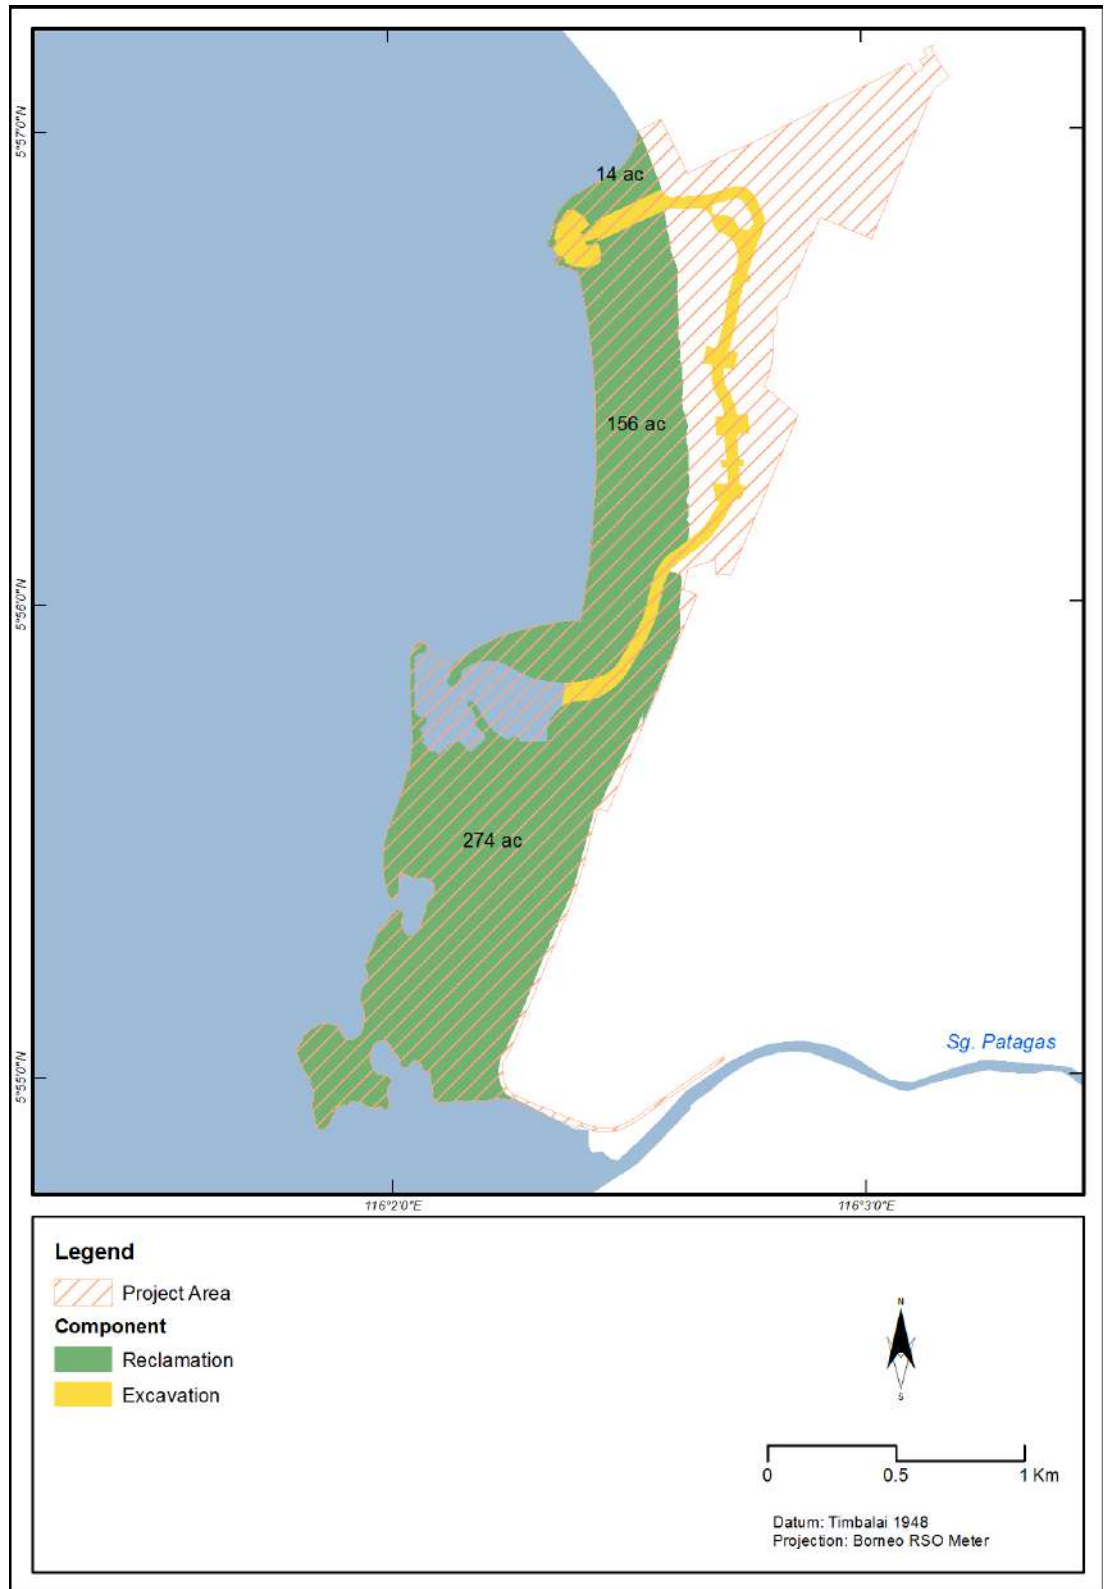 5°57'0"N
14 ac
156 ac
5°56'0"N
274 ac
Sg. Patagas
5°55'0"N
116°2'0"E
116°3'0"E
Legend
Project Area
Component
Reclamation
Excavation
N
S
0 0.5 1 Km
Datum: Timbalai 1948
Projection: Borneo RSO Meter